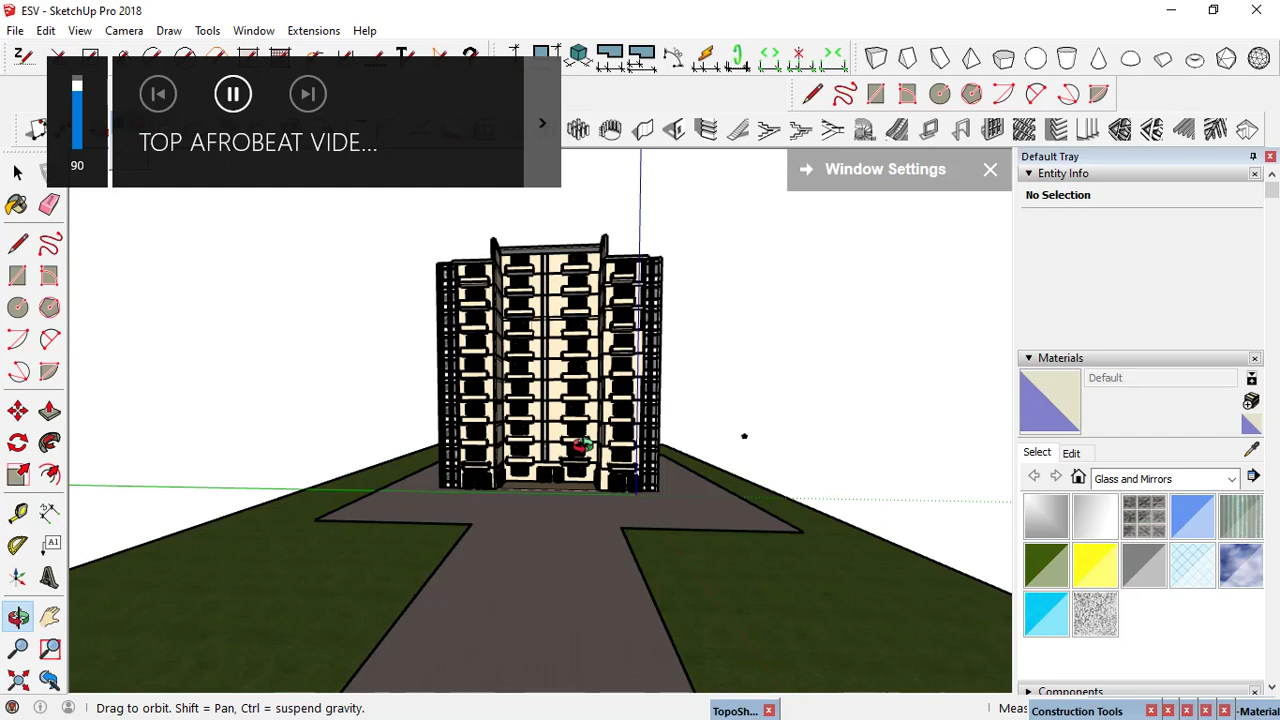 ESV - SketchUp Pro 2018
File Edit View Camera Draw Tools Window Extensions Help
90
TOP AFROBEAT VIDE...
Window Settings
Default Tray
Entity Info
No Selection
Materials
Default
Select Edit
Glass and Mirrors
A1
Components
Drag to orbit. Shift = Pan, Ctrl = suspend gravity.
TopoSh...
Meas
Construction Tools
-Material